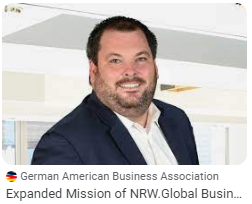 German American Business Association
Expanded Mission of NRW.Global Busin...